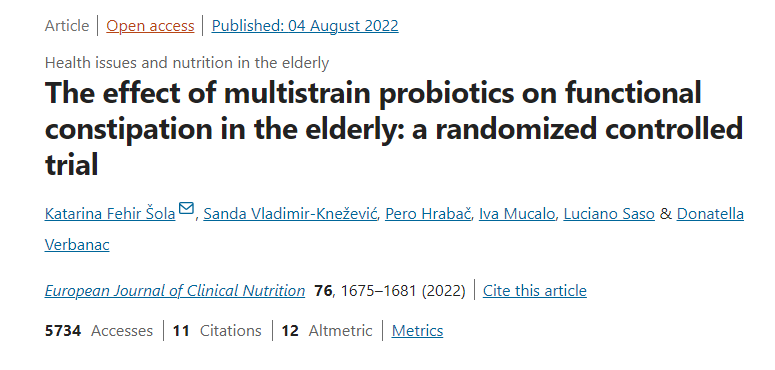 Article | Open access | Published: 04 August 2022
Health issues and nutrition in the elderly
The effect of multistrain probiotics on functional
constipation in the elderly: a randomized controlled
trial
Katarina Fehir Šola, Sanda Vladimir-Knežević, Pero Hrabač, Iva Mucalo, Luciano Saso & Donatella
Verbanac
European Journal of Clinical Nutrition 76, 1675–1681 (2022) | Cite this article
5734 Accesses | 11 Citations | 12 Altmetric | Metrics